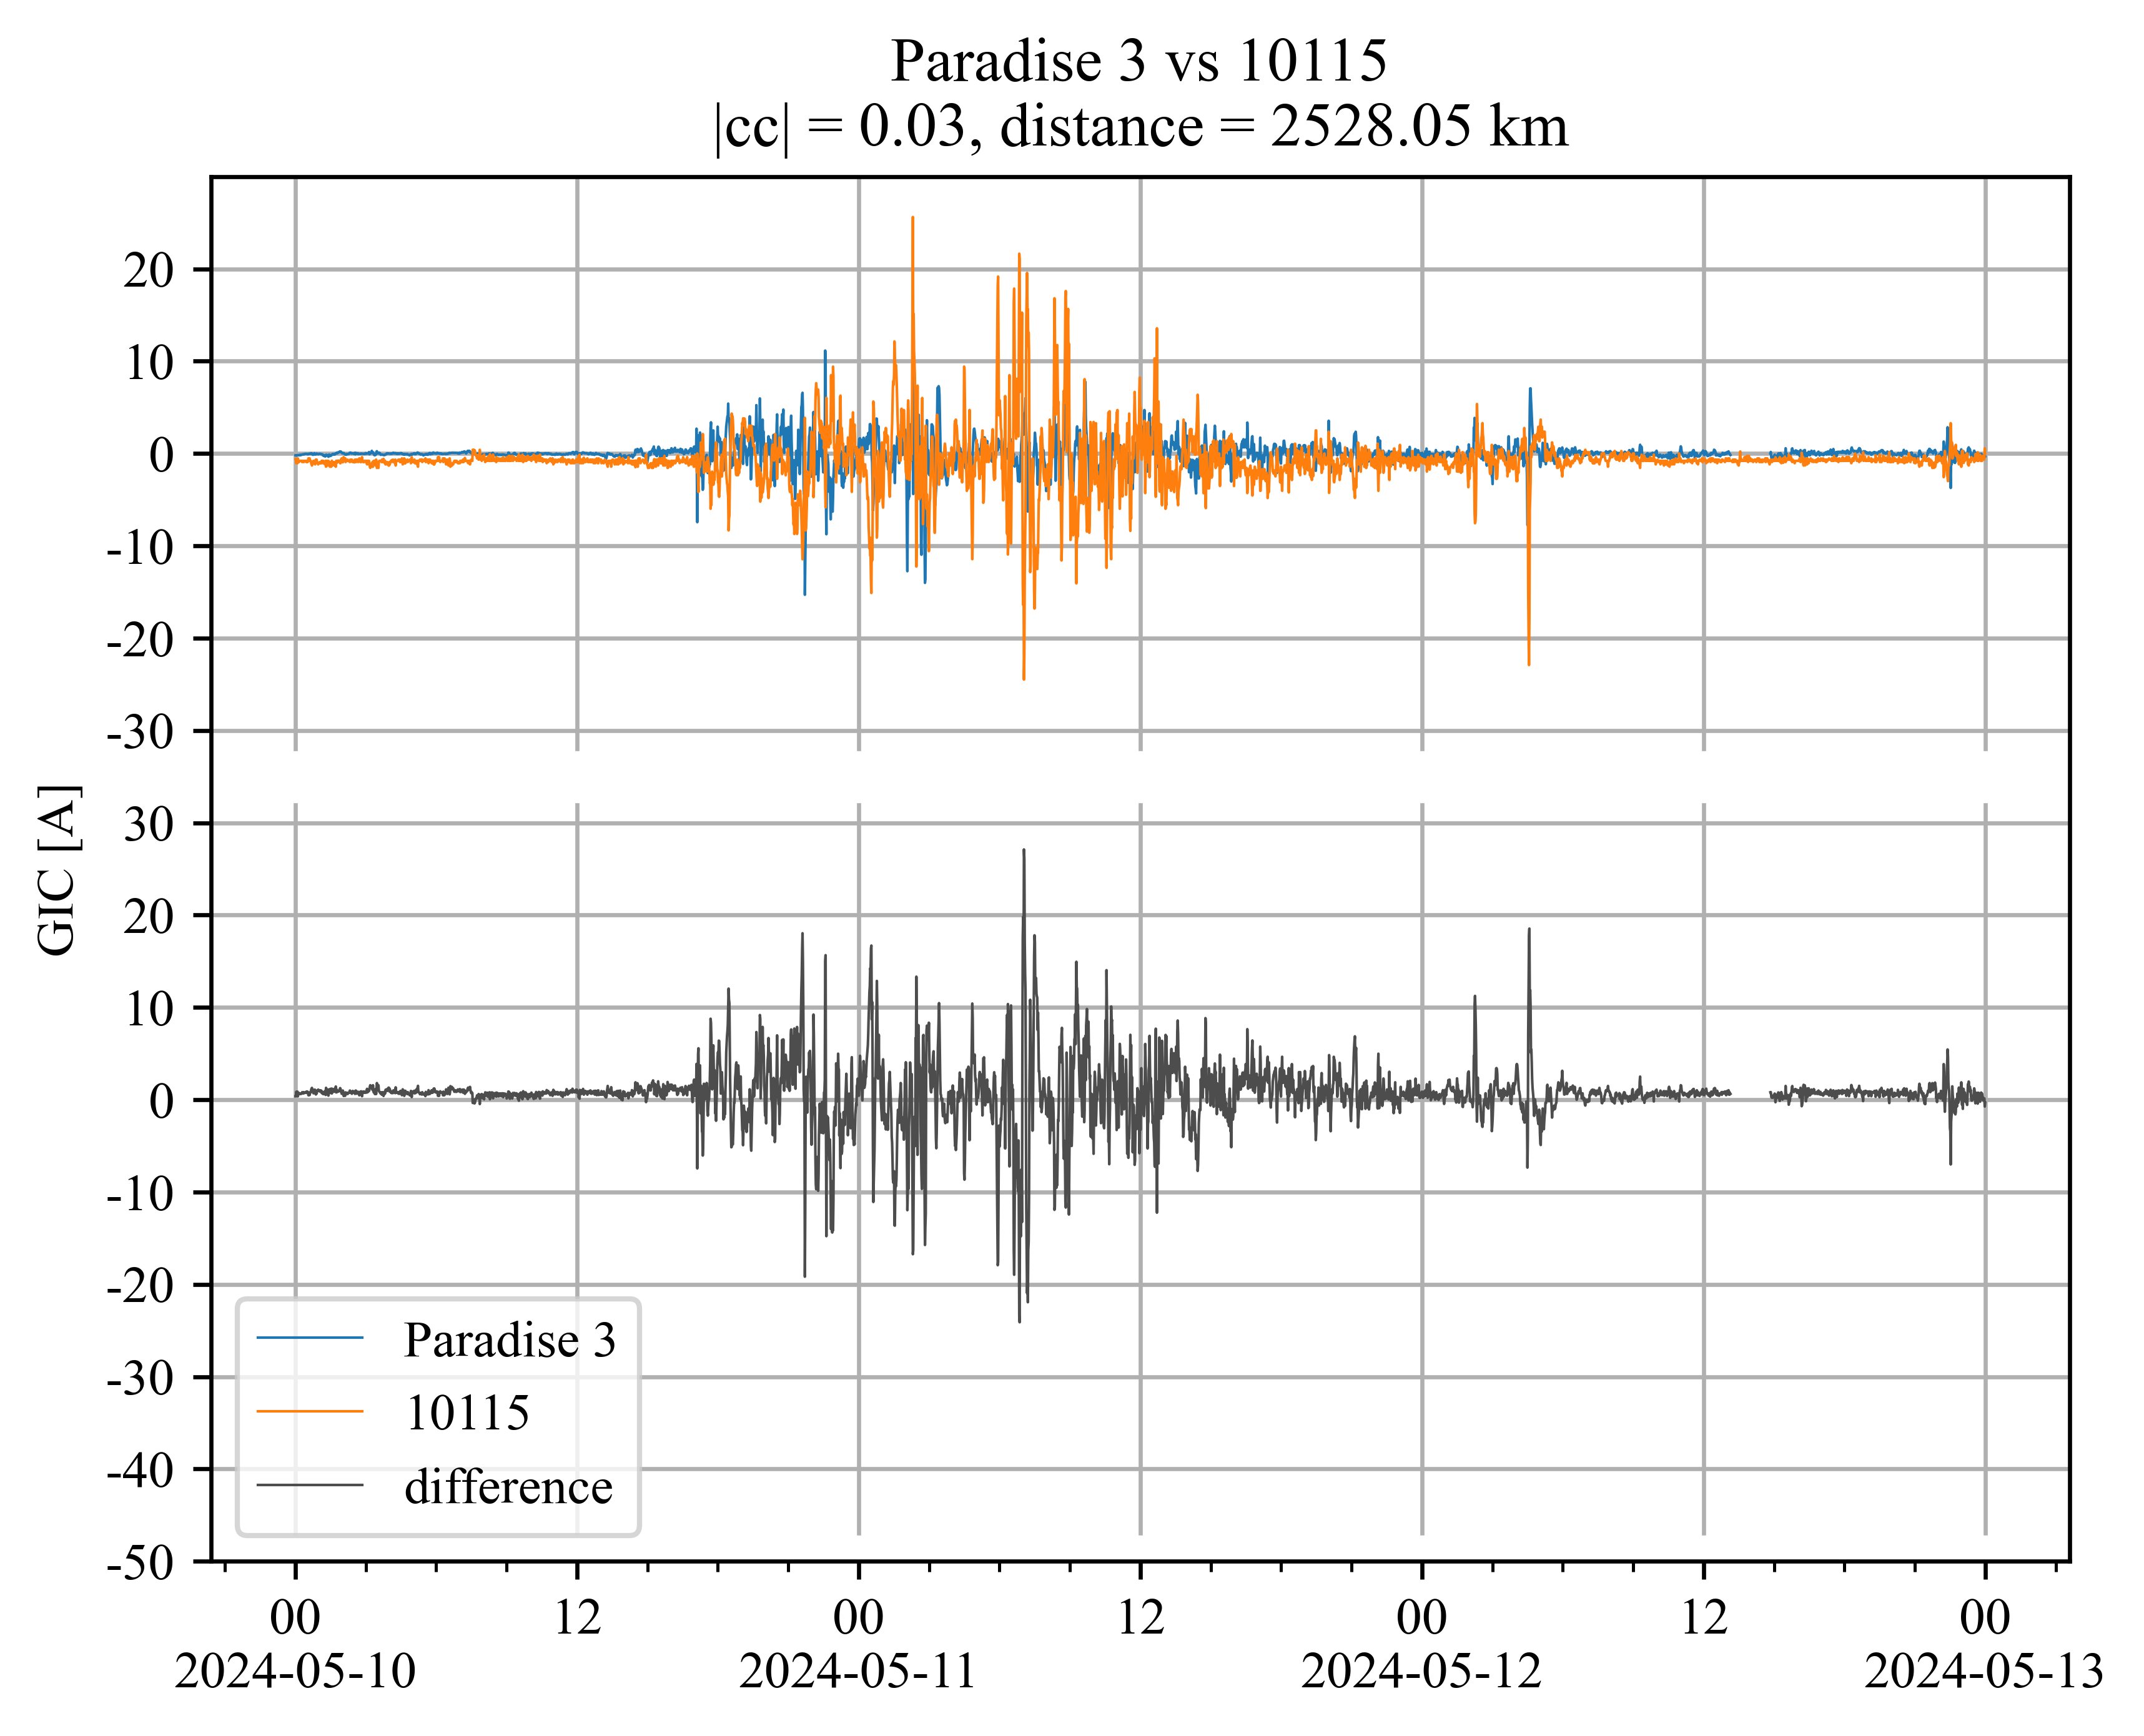 Paradise 3 vs 10115
|cc| = 0.03, distance = 2528.05 km
20
10
0
-10
-20
-30
GIC [A]
30
20
10
0
-10
-20
-30
-40
-50
Paradise 3
10115
difference
00 12 00 12 00 12 00
2024-05-10 2024-05-11 2024-05-12 2024-05-13